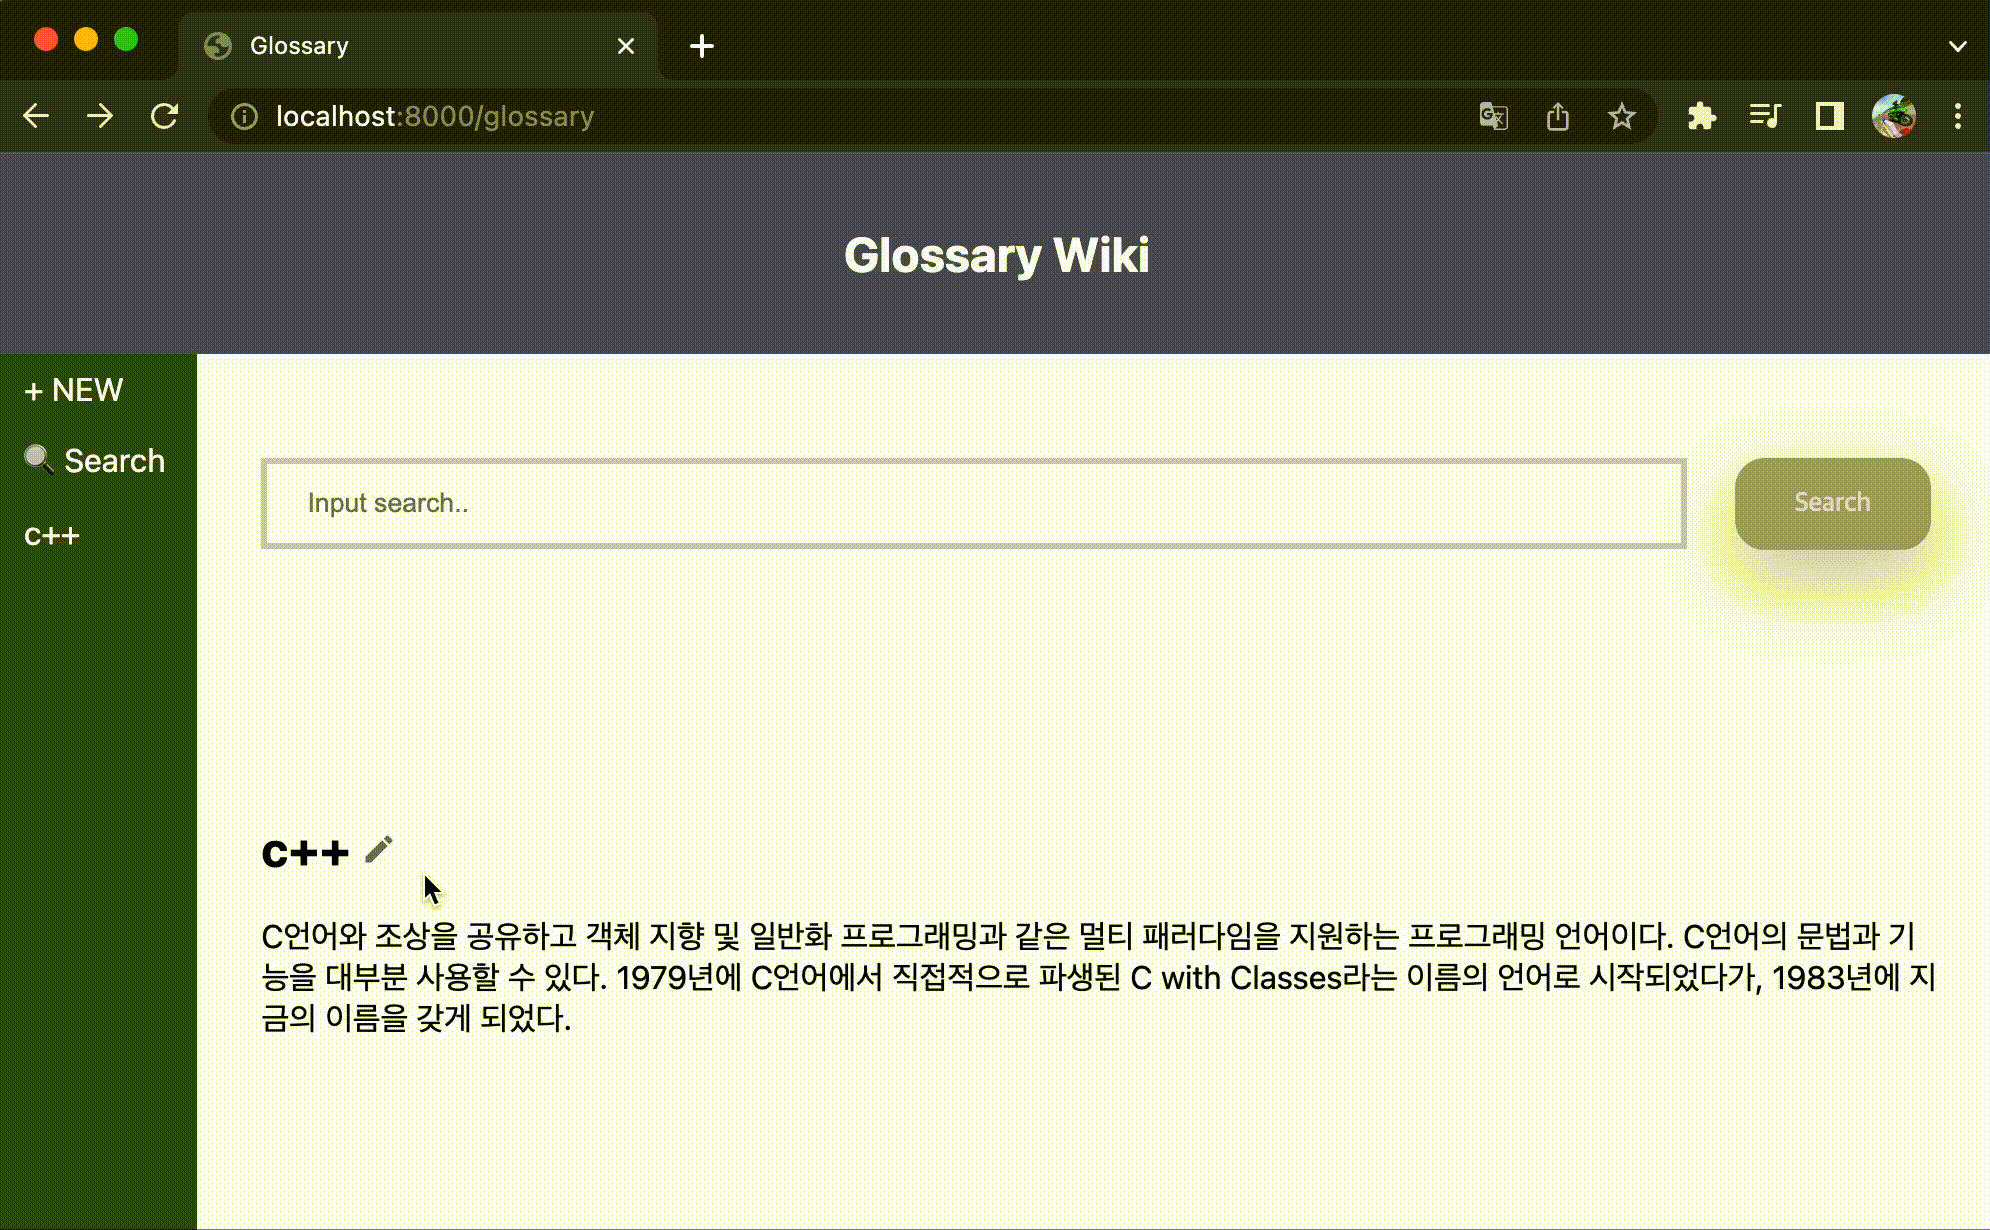 Glossary
localhost:8000/glossary
Glossary Wiki
+ NEW
🔍 Search
c++
Input search..
Search
c++
C언어와 조상을 공유하고 객체 지향 및 일반화 프로그래밍과 같은 멀티 패러다임을 지원하는 프로그래밍 언어이다. C언어의 문법과 기
능을 대부분 사용할 수 있다. 1979년에 C언어에서 직접적으로 파생된 C with Classes라는 이름의 언어로 시작되었다가, 1983년에 지
금의 이름을 갖게 되었다.